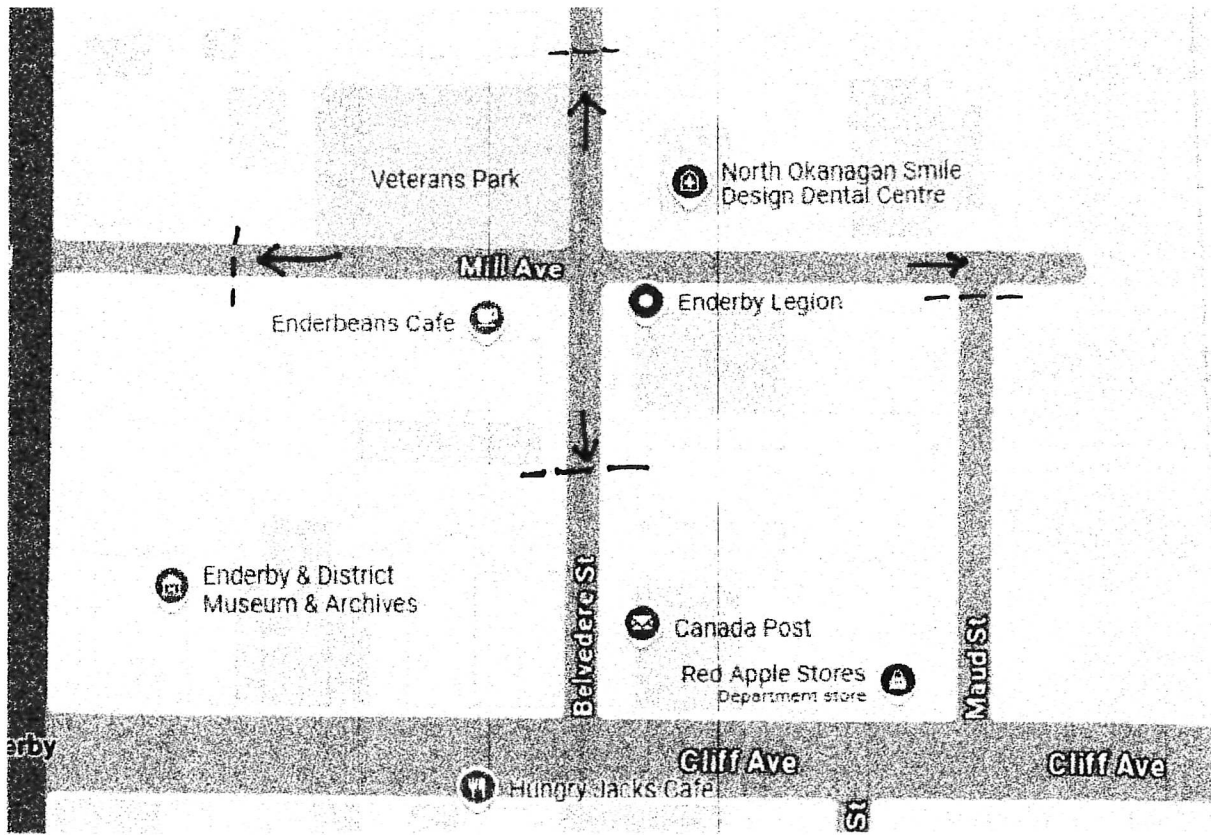 Veterans Park
North Okanagan Smile
Design Dental Centre
Mill Ave
Enderbeans Cafe
Enderby Legion
Enderby & District
Museum & Archives
Belvedere St
Canada Post
Red Apple Stores
Department store
Maud St
erby
Cliff Ave
Cliff Ave
Hungry Jacks Cafe
St